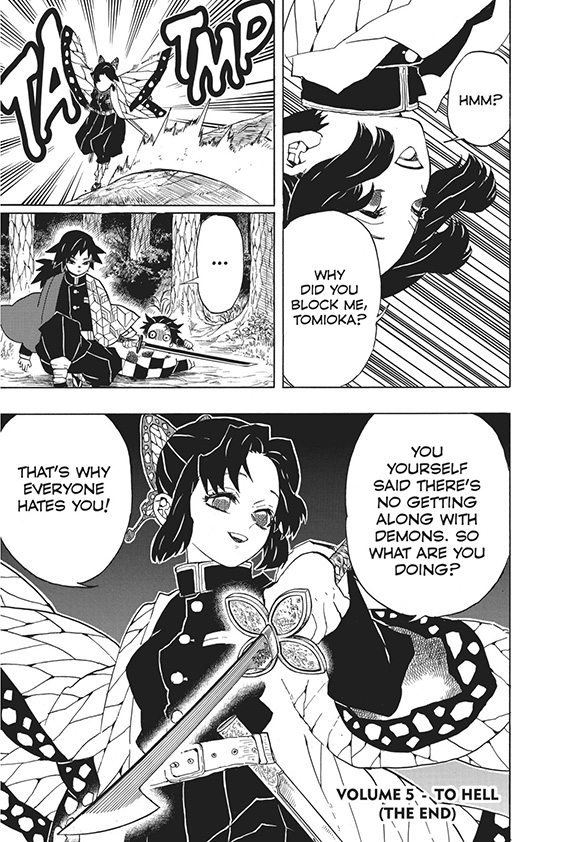 HMM?
WHY
DID YOU
BLOCK ME,
TOMIOKA?
TA
TMP
...
YOU
YOURSELF
SAID THERE'S
NO GETTING
ALONG WITH
DEMONS. SO
WHAT ARE YOU
DOING?
THAT'S WHY
EVERYONE
HATES YOU!
VOLUME 5 - TO HELL
(THE END)